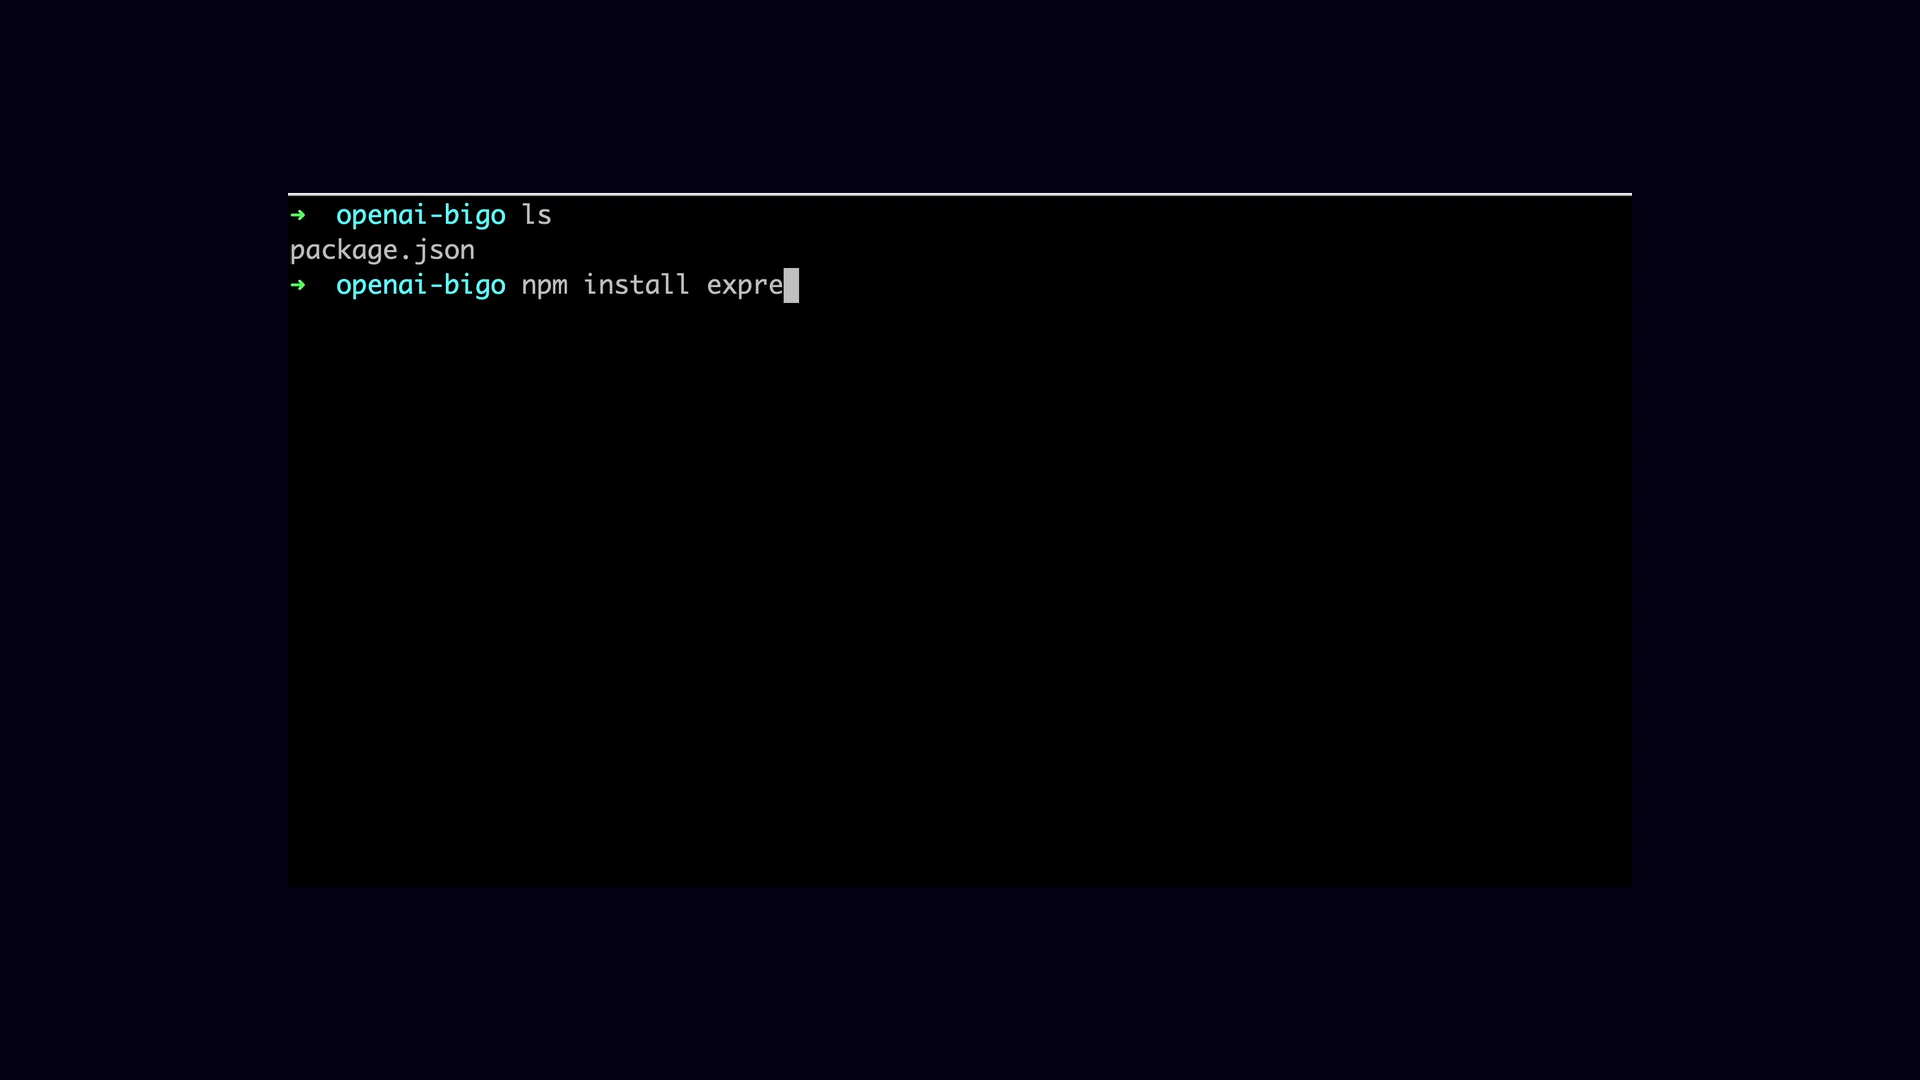 ➜ openai-bigo ls
package.json
➜ openai-bigo npm install expre